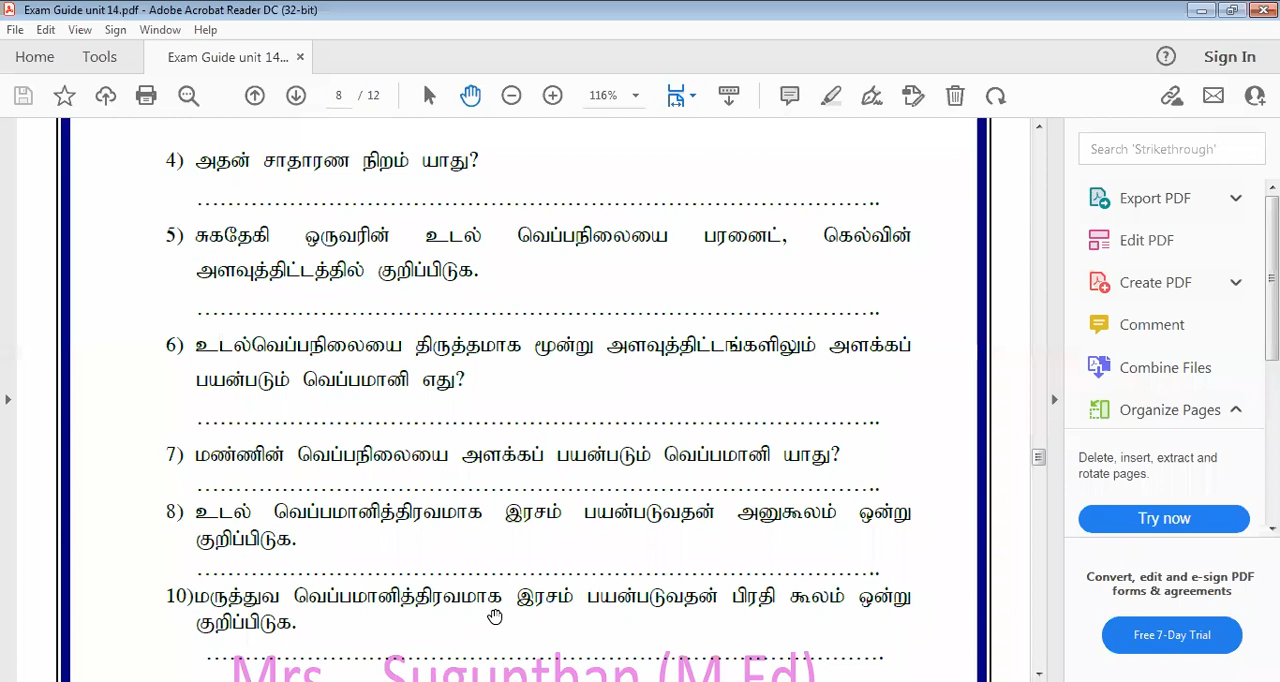 Exam Guide unit 14.pdf - Adobe Acrobat Reader DC (32-bit)
File Edit View Sign Window Help
Home Tools Exam Guide unit 14... × Sign In
8 / 12 116%
4) அதன் சாதாரண நிறம் யாது?
5) சுகதேகி ஒருவரின் உடல் வெப்பநிலையை பரனைட், கெல்வின்
அளவுத்திட்டத்தில் குறிப்பிடுக.
6) உடல்வெப்பநிலையை திருத்தமாக மூன்று அளவுத்திட்டங்களிலும் அளக்கப்
பயன்படும் வெப்பமானி எது?
7) மண்ணின் வெப்பநிலையை அளக்கப் பயன்படும் வெப்பமானி யாது?
8) உடல் வெப்பமானித்திரவமாக இரசம் பயன்படுவதன் அனுகூலம் ஒன்று
குறிப்பிடுக.
10)மருத்துவ வெப்பமானித்திரவமாக இரசம் பயன்படுவதன் பிரதி கூலம் ஒன்று
குறிப்பிடுக.
Mrs. Sugunthan (M.Ed)
Search 'Strikethrough'
Export PDF
Edit PDF
Create PDF
Comment
Combine Files
Organize Pages
Delete, insert, extract and
rotate pages.
Try now
Convert, edit and e-sign PDF
forms & agreements
Free 7-Day Trial